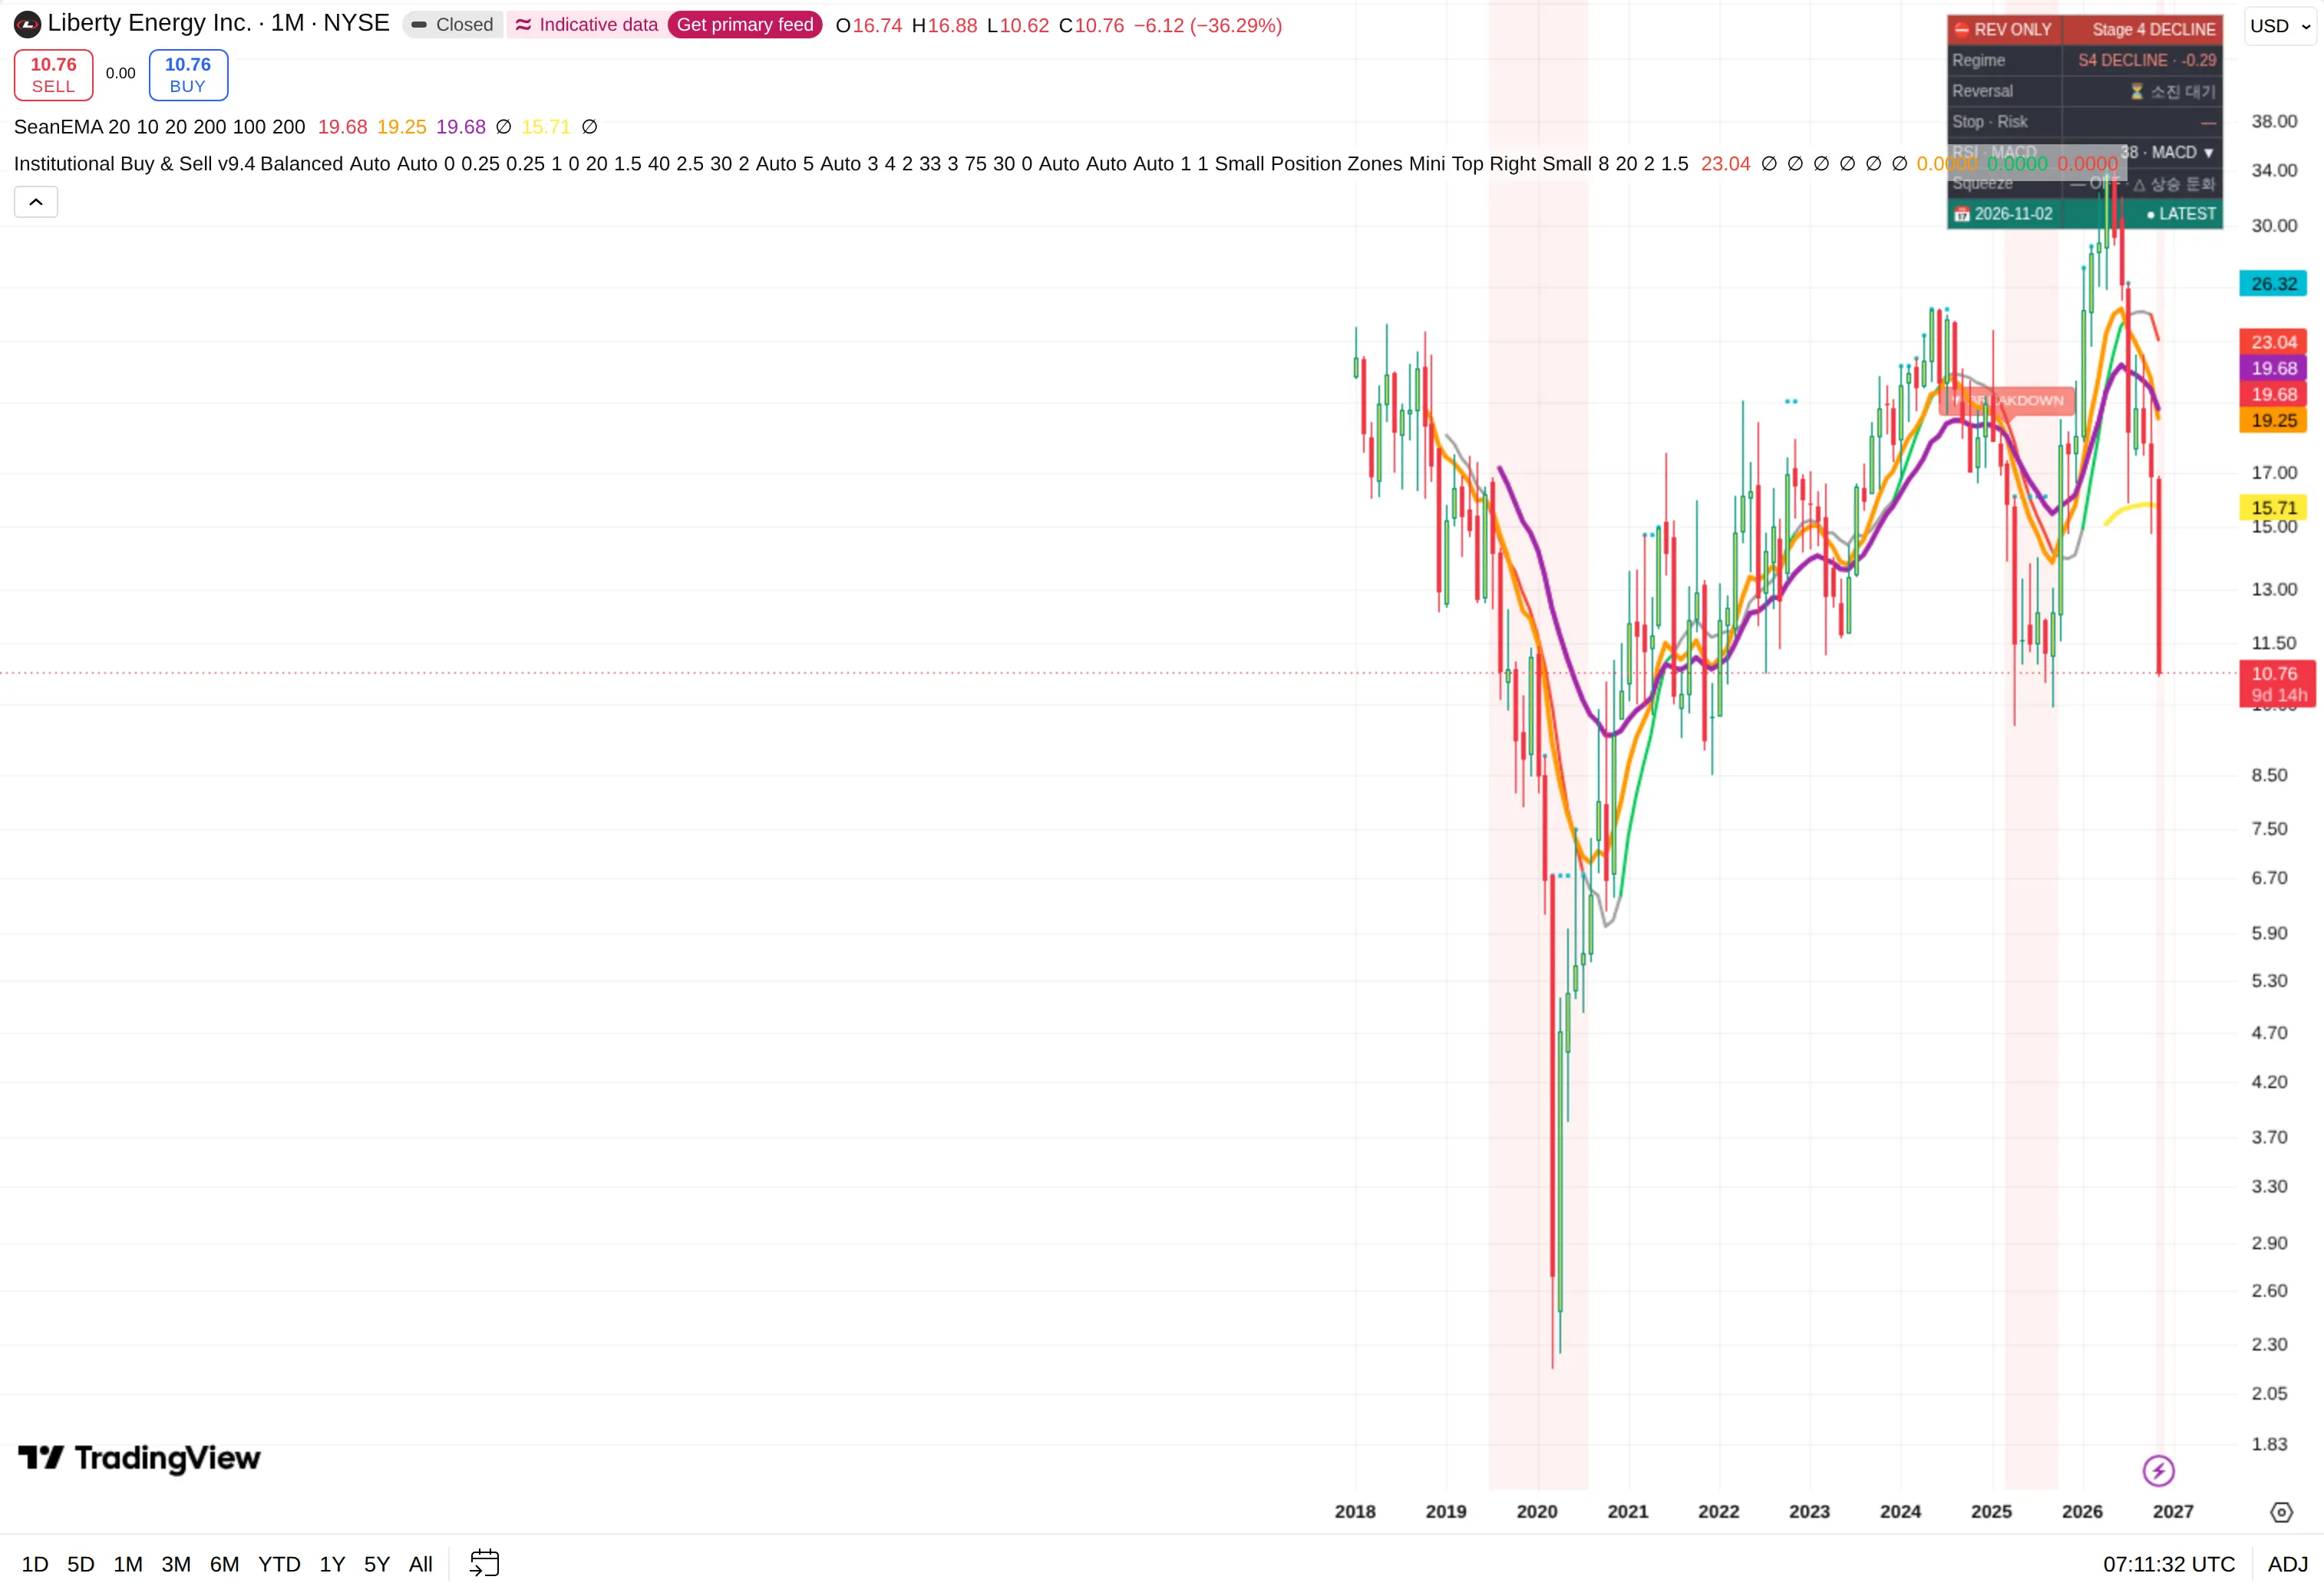 Liberty Energy Inc. · 1M · NYSE Closed Indicative data Get primary feed O16.74 H16.88 L10.62 C10.76 −6.12 (−36.29%)
10.76 SELL 0.00 10.76 BUY
SeanEMA 20 10 20 200 100 200 19.68 19.25 19.68 ∅ 15.71 ∅
Institutional Buy & Sell v9.4 Balanced Auto Auto 0 0.25 0.25 1 0 20 1.5 40 2.5 30 2 Auto 5 Auto 3 4 2 33 3 75 30 0 Auto Auto Auto 1 1 Small Position Zones Mini Top Right Small 8 20 2 1.5 23.04 ∅ ∅ ∅ ∅ ∅ ∅ 0.0000 0.0000 0.0000
REV ONLY Stage 4 DECLINE
Regime S4 DECLINE · -0.29
Reversal ⏳ 소진 대기
Stop · Risk —
RSI · MACD 38 · MACD ▼
Squeeze — OFF · △ 상승 둔화
2026-11-02 ● LATEST
USD
38.00
34.00
30.00
26.32
23.04
19.68
19.68
19.25
17.00
15.71
15.00
13.00
11.50
10.76
9d 14h
8.50
7.50
6.70
5.90
5.30
4.70
4.20
3.70
3.30
2.90
2.60
2.30
2.05
1.83
TradingView
2018 2019 2020 2021 2022 2023 2024 2025 2026 2027
1D 5D 1M 3M 6M YTD 1Y 5Y All 07:11:32 UTC ADJ